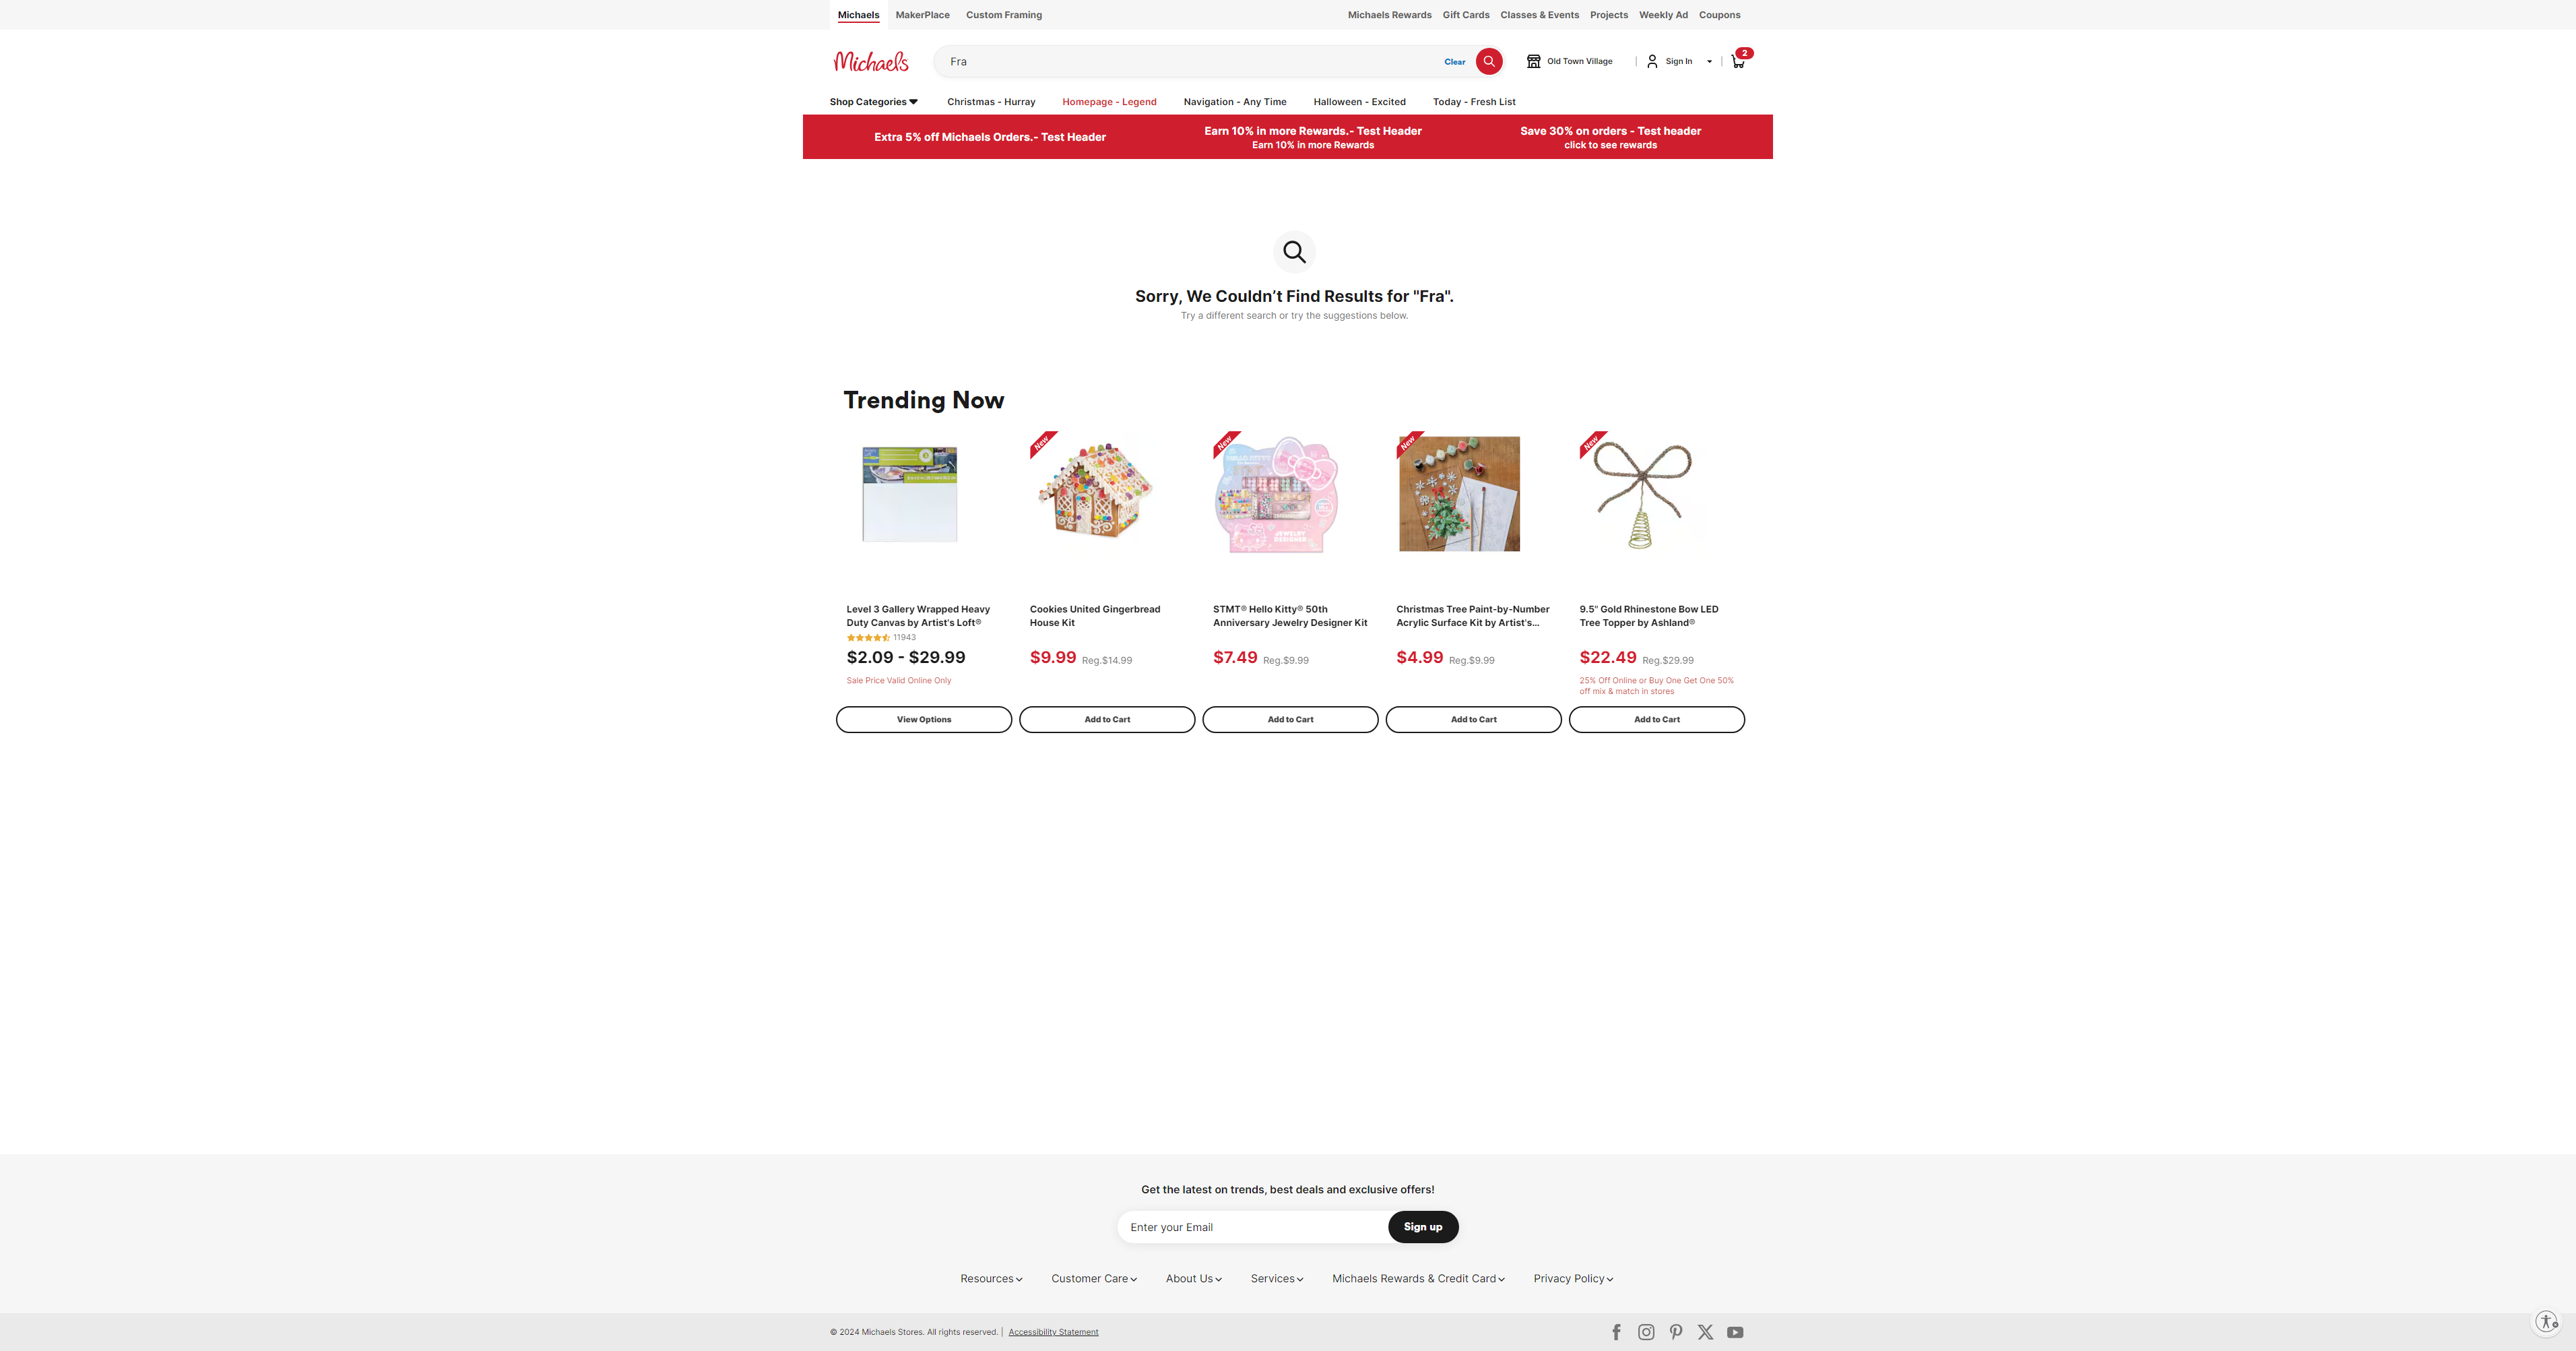 Michaels MakerPlace Custom Framing Michaels Rewards Gift Cards Classes & Events Projects Weekly Ad Coupons
Michaels Fra Clear Old Town Village Sign In 2
Shop Categories Christmas - Hurray Homepage - Legend Navigation - Any Time Halloween - Excited Today - Fresh List
Extra 5% off Michaels Orders.- Test Header
Earn 10% in more Rewards.- Test Header
Earn 10% in more Rewards
Save 30% on orders - Test header
click to see rewards
Sorry, We Couldn’t Find Results for "Fra".
Try a different search or try the suggestions below.
Trending Now
Level 3 Gallery Wrapped Heavy
Duty Canvas by Artist's Loft®
11943
$2.09 - $29.99
Sale Price Valid Online Only
View Options
New
Cookies United Gingerbread
House Kit
$9.99 Reg.$14.99
Add to Cart
New
HELLO KITTY
JEWELRY
DESIGNER
STMT® Hello Kitty® 50th
Anniversary Jewelry Designer Kit
$7.49 Reg.$9.99
Add to Cart
New
Christmas Tree Paint-by-Number
Acrylic Surface Kit by Artist's...
$4.99 Reg.$9.99
Add to Cart
New
9.5" Gold Rhinestone Bow LED
Tree Topper by Ashland®
$22.49 Reg.$29.99
25% Off Online or Buy One Get One 50%
off mix & match in stores
Add to Cart
Get the latest on trends, best deals and exclusive offers!
Enter your Email Sign up
Resources Customer Care About Us Services Michaels Rewards & Credit Card Privacy Policy
© 2024 Michaels Stores. All rights reserved. | Accessibility Statement